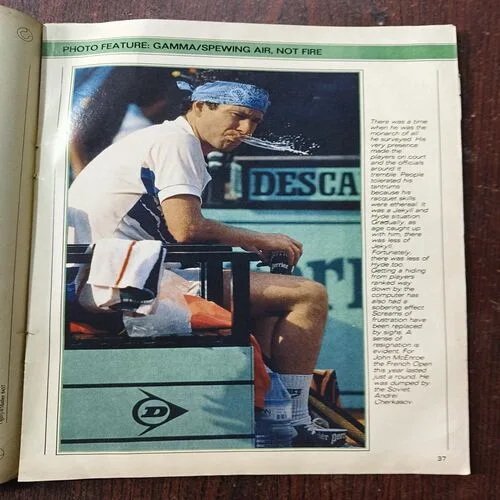 PHOTO FEATURE: GAMMA/SPEWING AIR, NOT FIRE
DESCA
Perrier
D
There was a time
when he was the
monarch of all
he surveyed. His
very presence
made the
players on court
and the officials
around it
tremble. People
tolerated his
tantrums
because his
racquet skills
were ethereal. It
was a Jekyll and
Hyde situation.
Gradually, as
age caught up
with him, there
was less of
Jekyll.
Fortunately,
there was less of
Hyde too.
Getting a hiding
from players
ranked way
down by the
computer has
also had a
sobering effect.
Screams of
frustration have
been replaced
by sighs. A
sense of
resignation is
evident. For
John McEnroe
the French Open
this year lasted
just a round. He
was dumped by
the Soviet,
Andrei
Cherkasov.
37